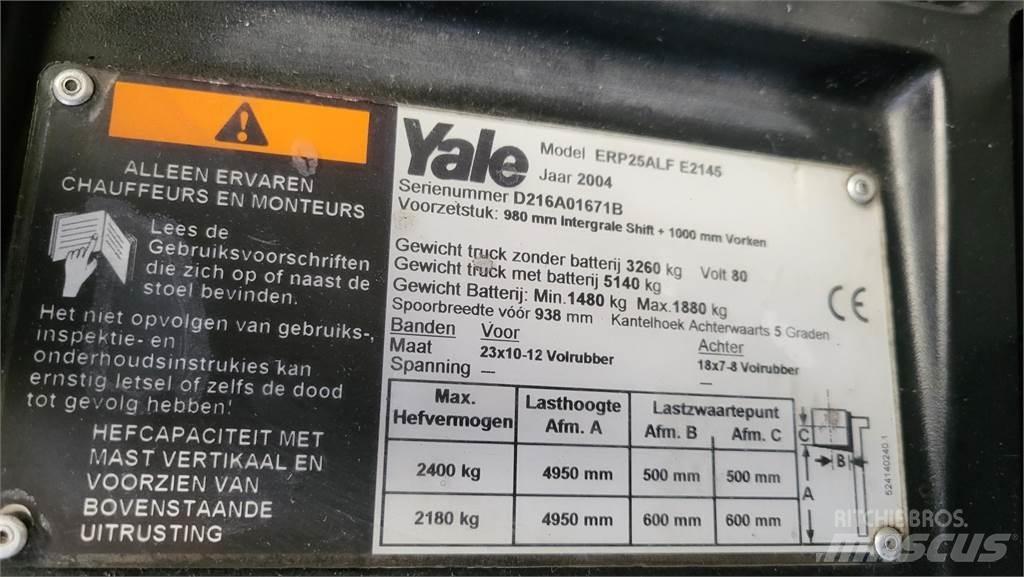 ALLEEN ERVAREN
CHAUFFEURS EN MONTEURS
Lees de
Gebruiksvoorschriften
die zich op of naast de
stoel bevinden.
Het niet opvolgen van gebruiks-,
inspektie- en
onderhoudsinstrukies kan
ernstig letsel of zelfs de dood
tot gevolg hebben!
HEFCAPACITEIT MET
MAST VERTIKAAL EN
VOORZIEN VAN
BOVENSTAANDE
UITRUSTING
Yale
Model ERP25ALF E2145
Jaar 2004
Serienummer D216A01671B
Voorzetstuk: 980 mm Intergrale Shift + 1000 mm Vorken
Gewicht truck zonder batterij 3260 kg Volt 80
Gewicht truck met batterij 5140 kg
Gewicht Batterij: Min.1480 kg Max.1880 kg
Spoorbreedte vóór 938 mm Kantelhoek Achterwaarts 5 Graden
CE
Banden Voor Achter
Maat 23x10-12 Volrubber 18x7-8 Volrubber
Spanning — —
Max. Hefvermogen Lasthoogte Afm. A Lastzwaartepunt Afm. B Afm. C
2400 kg 4950 mm 500 mm 500 mm
2180 kg 4950 mm 600 mm 600 mm
C
B
A
524140240.1
RITCHIE BROS.
mascus